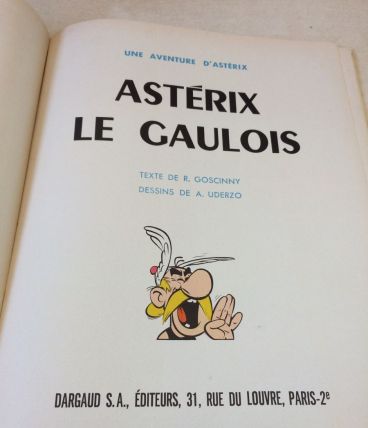 UNE AVENTURE D'ASTÉRIX
ASTÉRIX
LE GAULOIS
TEXTE DE R. GOSCINNY
DESSINS DE A. UDERZO
DARGAUD S.A., ÉDITEURS, 31, RUE DU LOUVRE, PARIS-2e